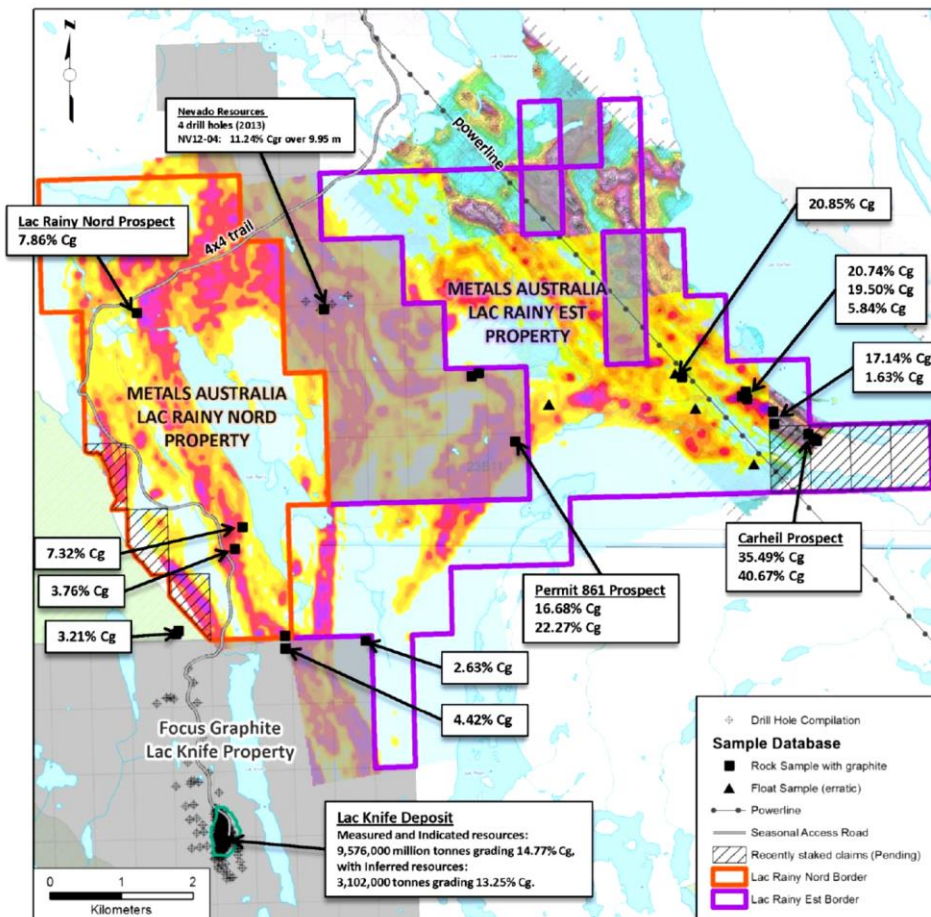 N
Nevado Resources
4 drill holes (2013)
NV12-04: 11.24% Cgr over 9.95 m
powerline
Lac Rainy Nord Prospect
7.86% Cg
4x4 trail
20.85% Cg
METALS AUSTRALIA
LAC RAINY EST
PROPERTY
20.74% Cg
19.50% Cg
5.84% Cg
17.14% Cg
1.63% Cg
METALS AUSTRALIA
LAC RAINY NORD
PROPERTY
7.32% Cg
3.76% Cg
3.21% Cg
Permit 861 Prospect
16.68% Cg
22.27% Cg
Carheil Prospect
35.49% Cg
40.67% Cg
2.63% Cg
4.42% Cg
Focus Graphite
Lac Knife Property
Lac Knife Deposit
Measured and Indicated resources:
9,576,000 million tonnes grading 14.77% Cg,
with Inferred resources:
3,102,000 tonnes grading 13.25% Cg.
0 1 2
Kilometers
Legend
Drill Hole Compilation
Sample Database
Rock Sample with graphite
Float Sample (erratic)
Powerline
Seasonal Access Road
Recently staked claims (Pending)
Lac Rainy Nord Border
Lac Rainy Est Border